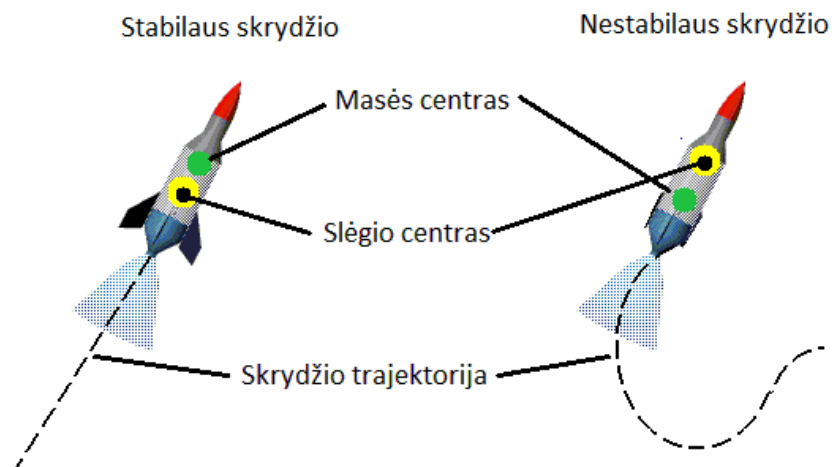 Stabilaus skrydžio
Nestabilaus skrydžio
Masės centras
Slėgio centras
Skrydžio trajektorija